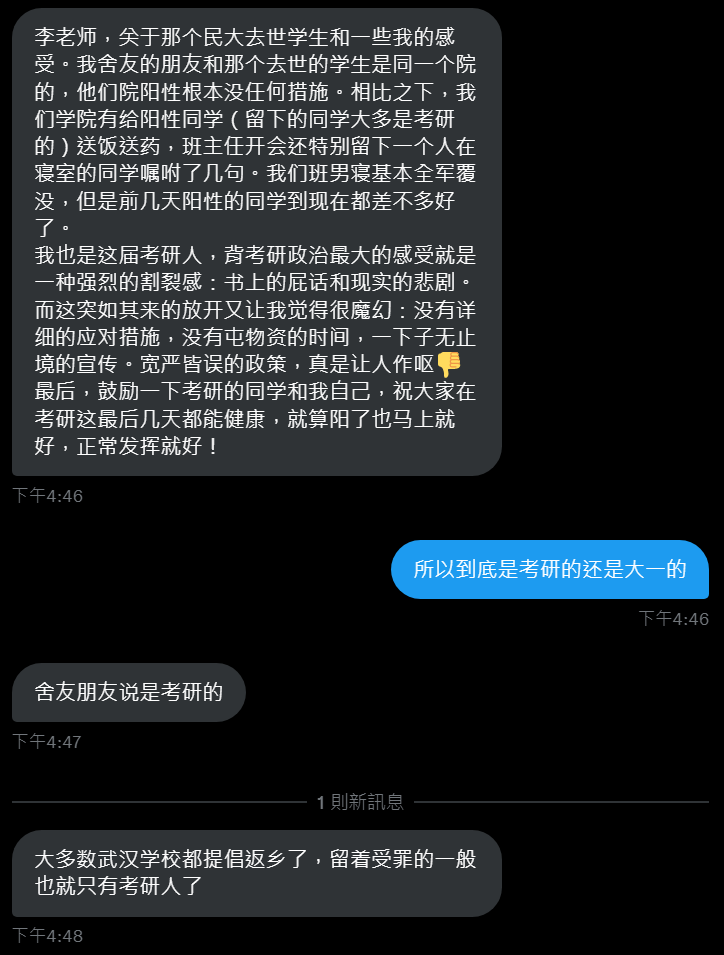 李老师，关于那个民大去世学生和一些我的感
受。我舍友的朋友和那个去世的学生是同一个院
的，他们院阳性根本没任何措施。相比之下，我
们学院有给阳性同学（留下的同学大多是考研
的）送饭送药，班主任开会还特别留下一个人在
寝室的同学嘱咐了几句。我们班男寝基本全军覆
没，但是前几天阳性的同学到现在都差不多好
了。
我也是这届考研人，背考研政治最大的感受就是
一种强烈的割裂感：书上的屁话和现实的悲剧。
而这突如其来的放开又让我觉得很魔幻：没有详
细的应对措施，没有屯物资的时间，一下子无止
境的宣传。宽严皆误的政策，真是让人作呕👎
最后，鼓励一下考研的同学和我自己，祝大家在
考研这最后几天都能健康，就算阳了也马上就
好，正常发挥就好！
下午4:46
所以到底是考研的还是大一的
下午4:46
舍友朋友说是考研的
下午4:47
1 則新訊息
大多数武汉学校都提倡返乡了，留着受罪的一般
也就只有考研人了
下午4:48